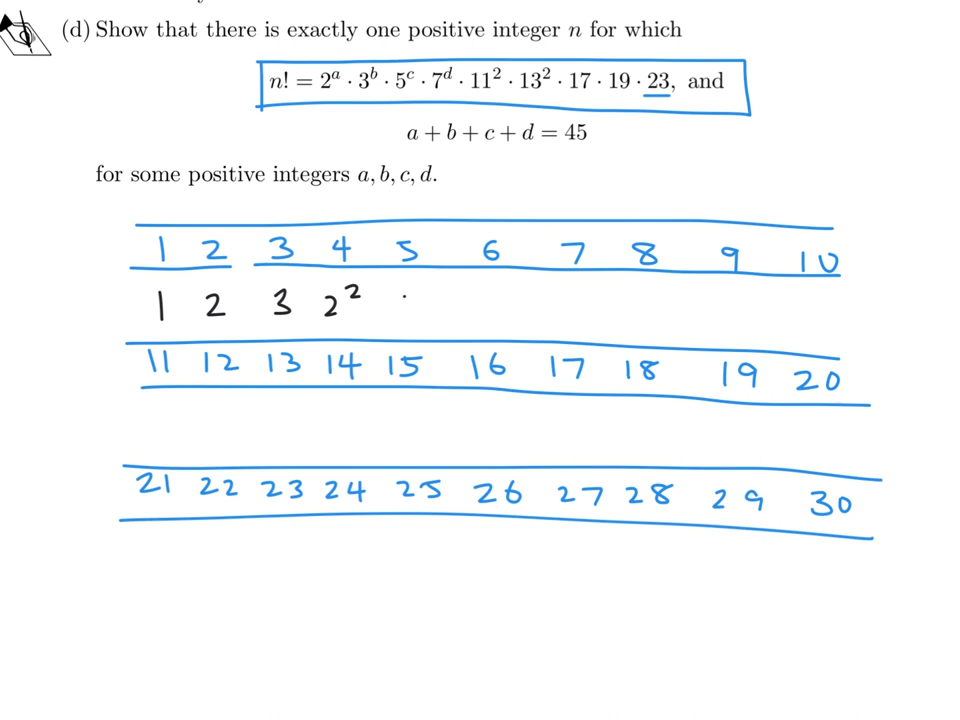 (d) Show that there is exactly one positive integer n for which
n! = 2^a · 3^b · 5^c · 7^d · 11^2 · 13^2 · 17 · 19 · 23, and
a + b + c + d = 45
for some positive integers a, b, c, d.
1 2 3 4 5 6 7 8 9 10
1 2 3 2^2 ·
11 12 13 14 15 16 17 18 19 20
21 22 23 24 25 26 27 28 29 30